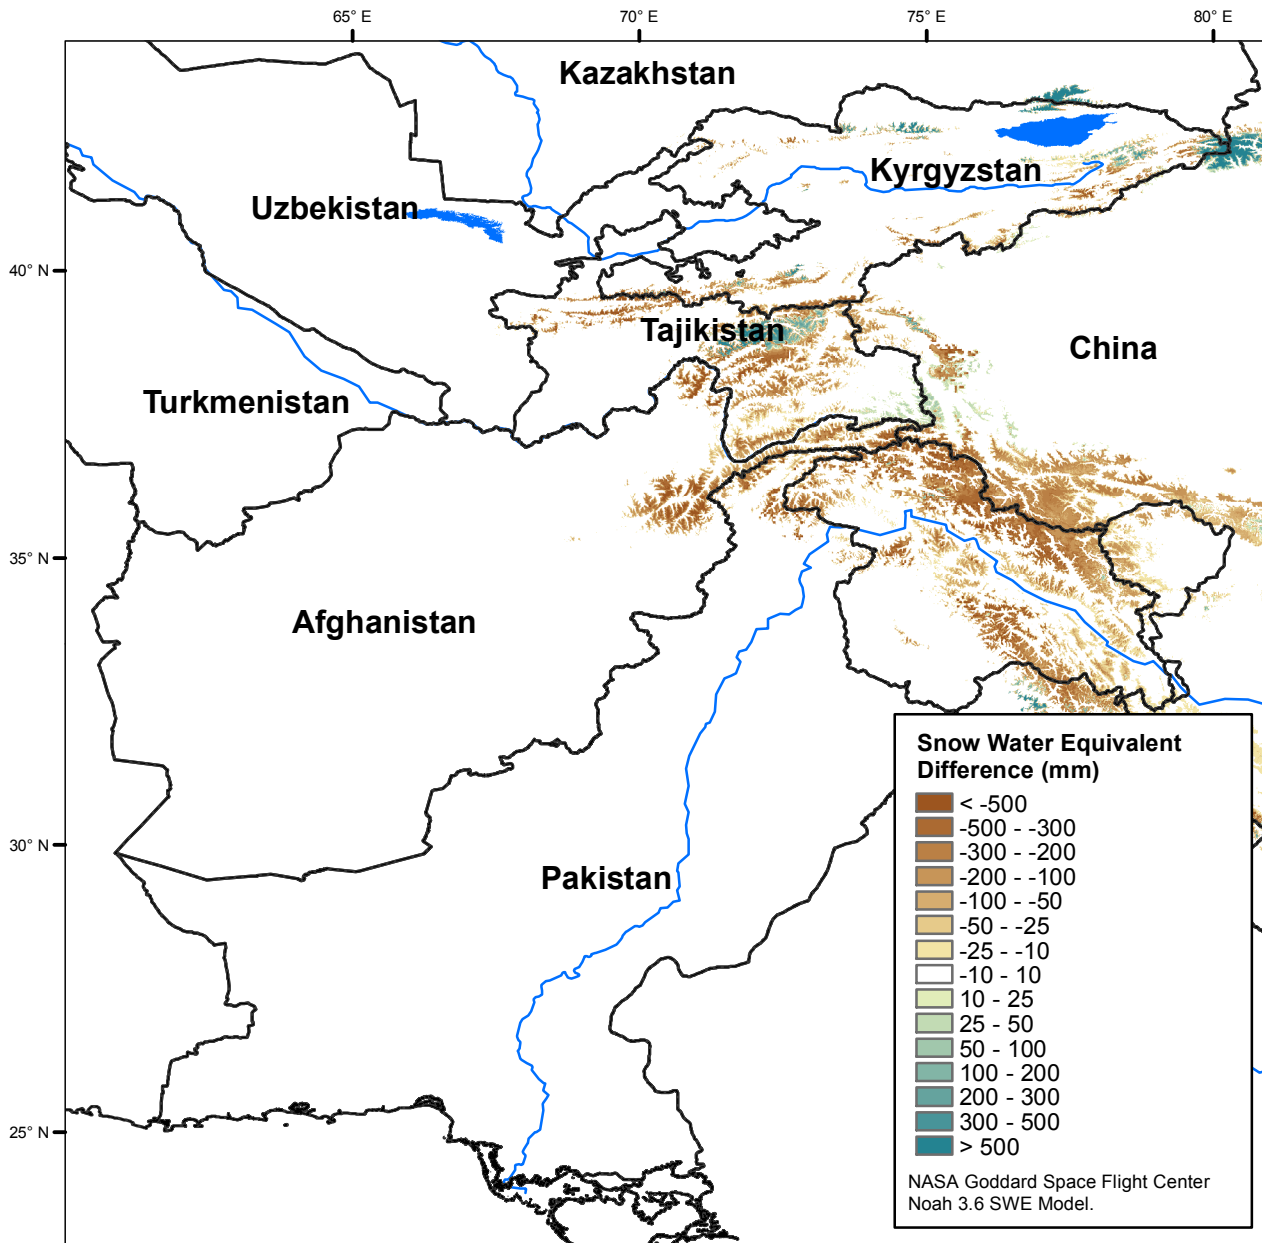 65° E
70° E
75° E
80° E
Kazakhstan
Kyrgyzstan
Uzbekistan
40° N
Tajikistan
China
Turkmenistan
35° N
Afghanistan
30° N
Pakistan
25° N
Snow Water Equivalent
Difference (mm)
< -500
-500 - -300
-300 - -200
-200 - -100
-100 - -50
-50 - -25
-25 - -10
-10 - 10
10 - 25
25 - 50
50 - 100
100 - 200
200 - 300
300 - 500
> 500
NASA Goddard Space Flight Center
Noah 3.6 SWE Model.